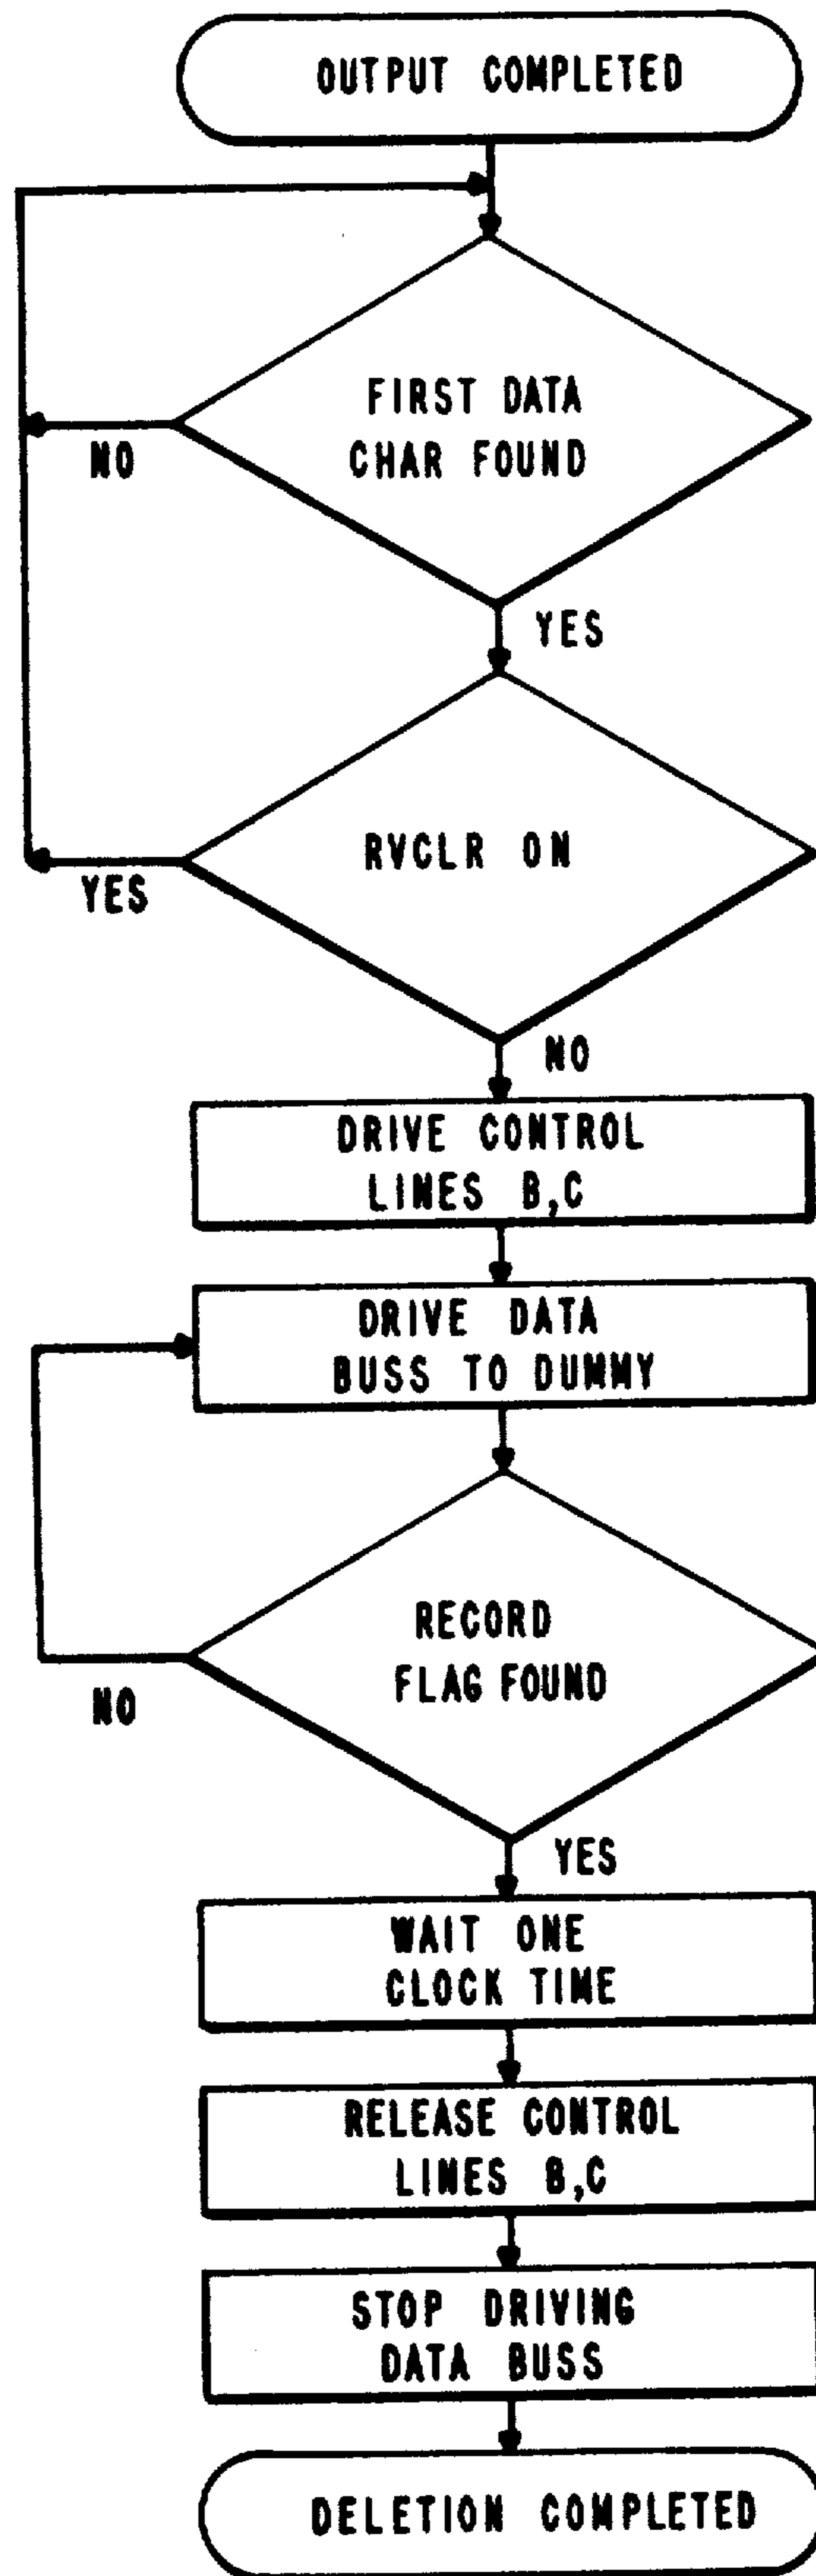 OUTPUT COMPLETED
FIRST DATA
CHAR FOUND
NO
YES
RVCLR ON
YES
NO
DRIVE CONTROL
LINES B,C
DRIVE DATA
BUSS TO DUMMY
RECORD
FLAG FOUND
NO
YES
WAIT ONE
CLOCK TIME
RELEASE CONTROL
LINES B,C
STOP DRIVING
DATA BUSS
DELETION COMPLETED